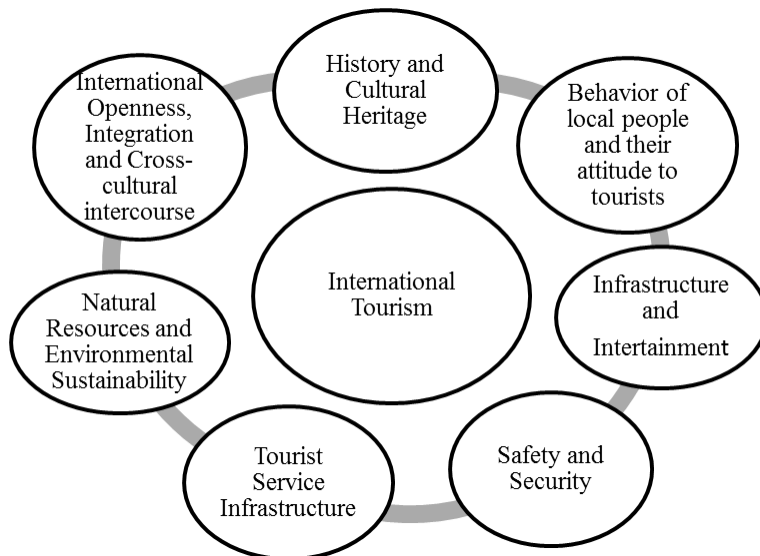 History and
Cultural
Heritage
Behavior of
local people
and their
attitude to
tourists
Infrastructure
and
Intertainment
Safety and
Security
Tourist
Service
Infrastructure
Natural
Resources and
Environmental
Sustainability
International
Openness,
Integration
and Cross-
cultural
intercourse
International
Tourism